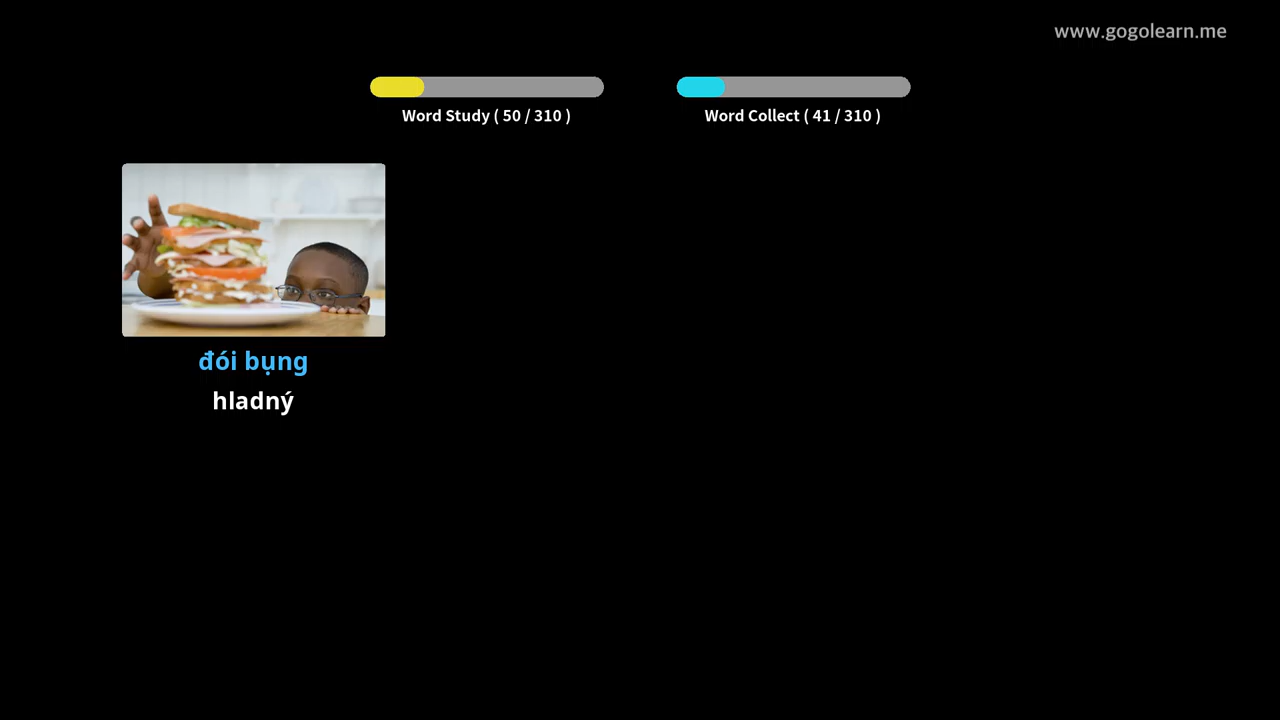 www.gogolearn.me
Word Study ( 50 / 310 )
Word Collect ( 41 / 310 )
đói bụng
hladný